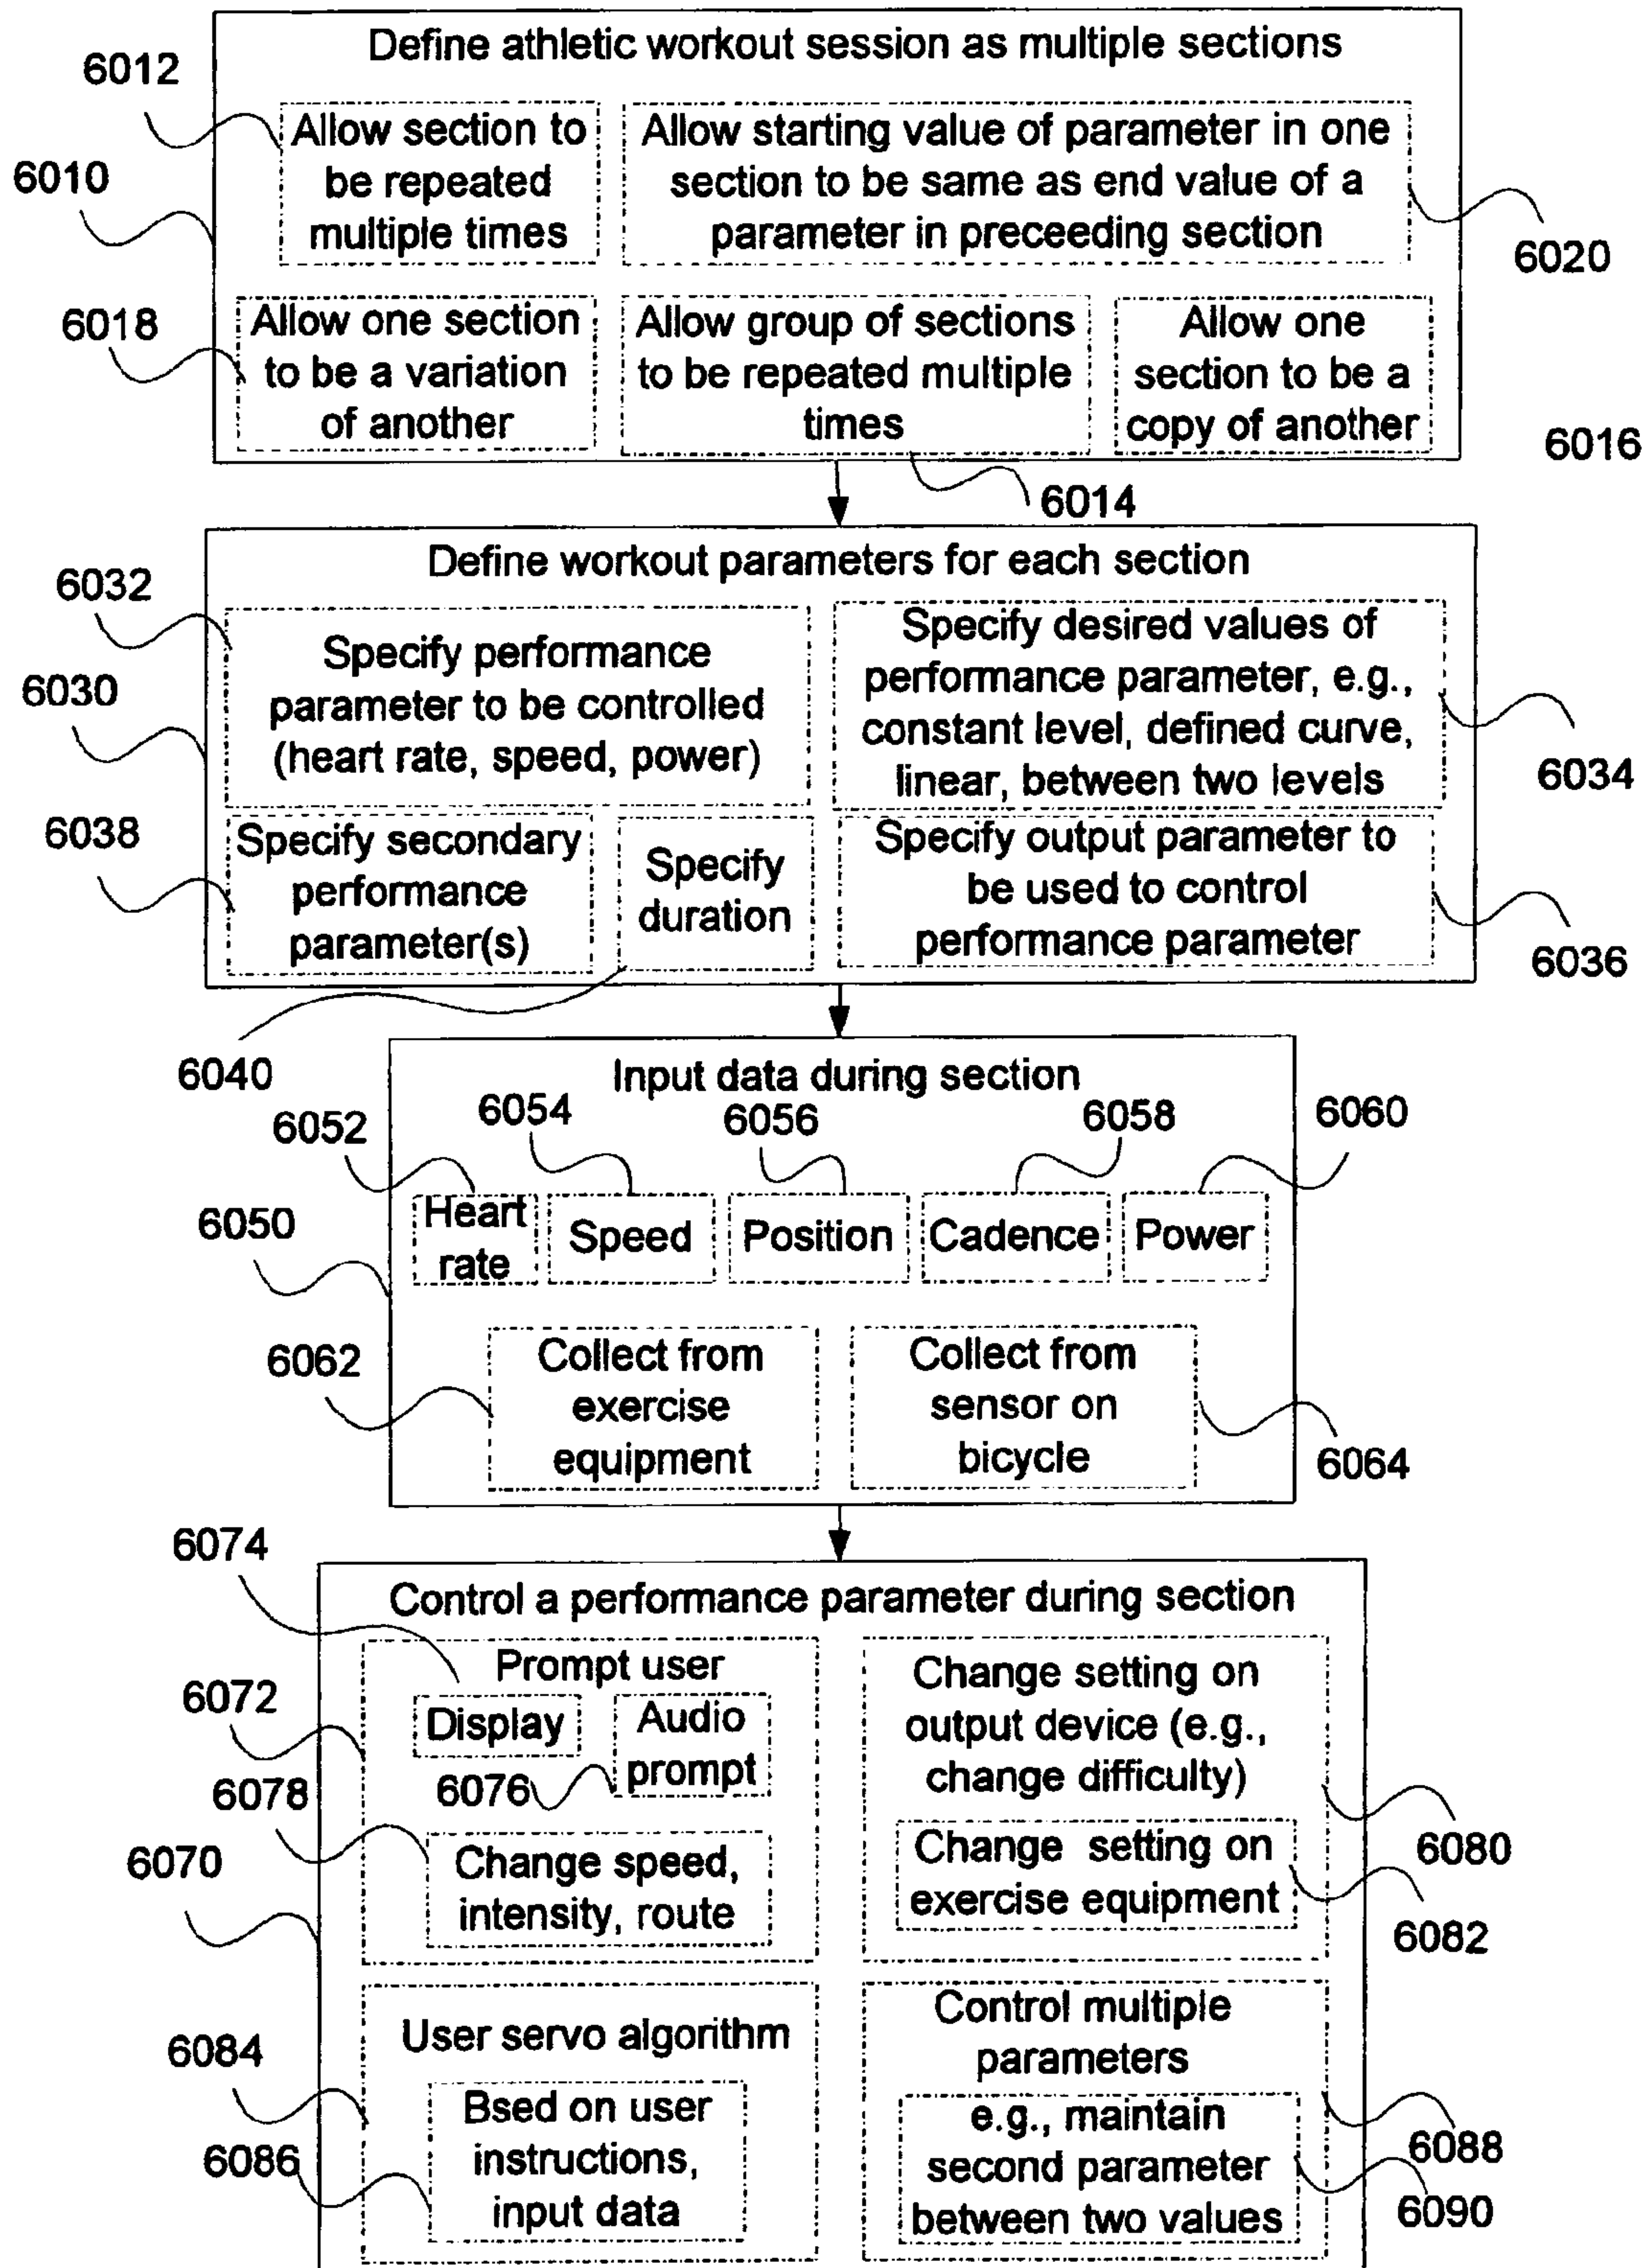 Define athletic workout session as multiple sections
6012
Allow section to
be repeated
multiple times
Allow starting value of parameter in one
section to be same as end value of a
parameter in preceeding section
6010
6020
6018
Allow one section
to be a variation
of another
Allow group of sections
to be repeated multiple
times
Allow one
section to be a
copy of another
6016
6014
Define workout parameters for each section
6032
Specify performance
parameter to be controlled
(heart rate, speed, power)
Specify desired values of
performance parameter, e.g.,
constant level, defined curve,
linear, between two levels
6030
6034
6038
Specify secondary
performance
parameter(s)
Specify
duration
Specify output parameter to
be used to control
performance parameter
6036
6040
Input data during section
6052
6054
6056
6058
6060
6050
Heart
rate
Speed
Position
Cadence
Power
6062
Collect from
exercise
equipment
Collect from
sensor on
bicycle
6064
6074
Control a performance parameter during section
6072
Prompt user
Display
Audio
prompt
6076
6078
Change speed,
intensity, route
6070
Change setting on
output device (e.g.,
change difficulty)
6080
Change setting on
exercise equipment
6082
6084
User servo algorithm
6086
Bsed on user
instructions,
input data
Control multiple
parameters
6088
e.g., maintain
second parameter
between two values
6090